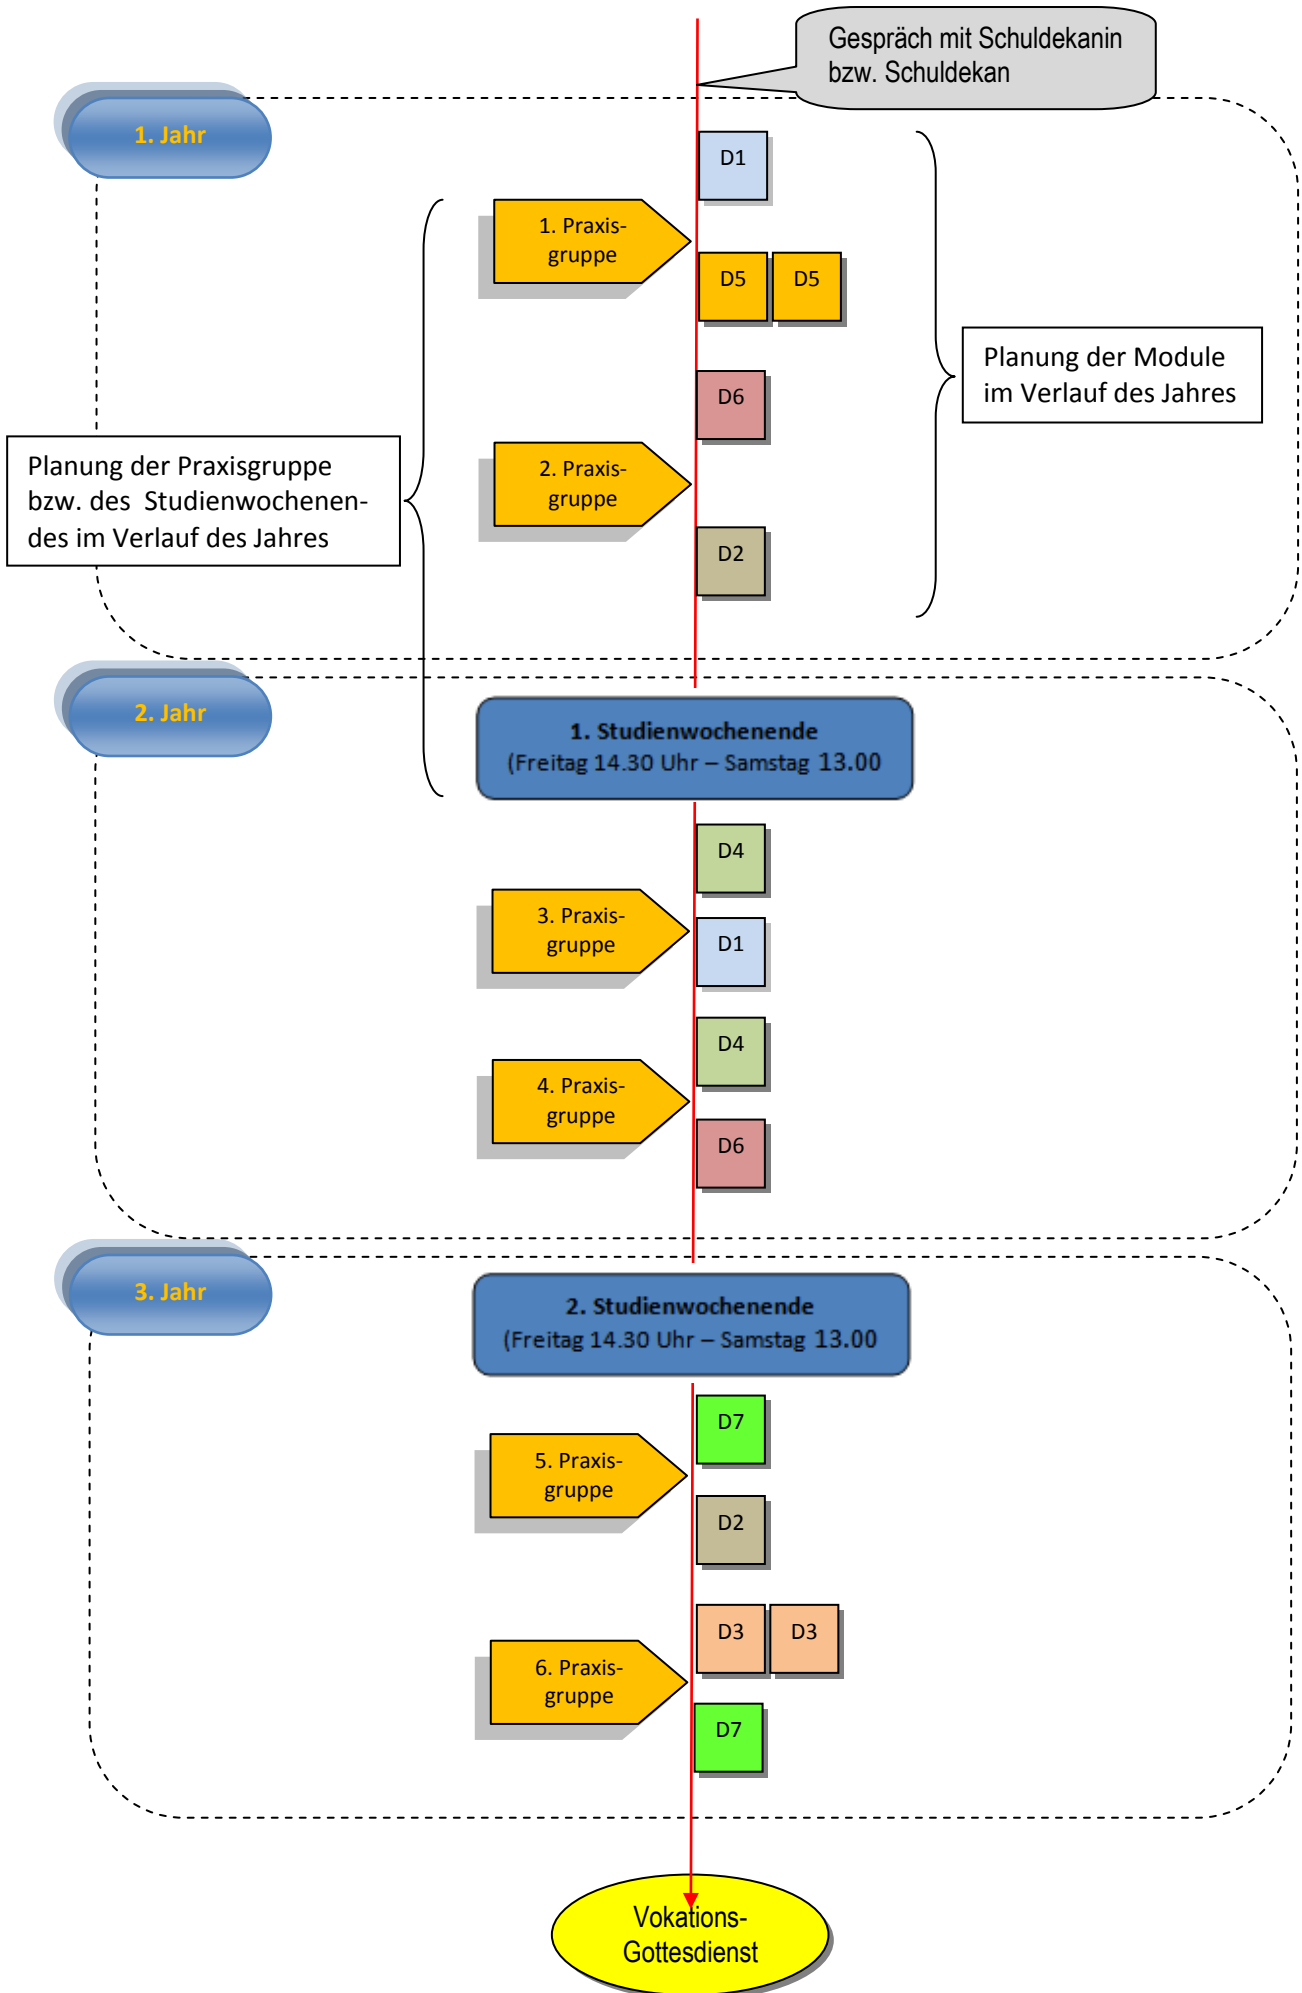 Gespräch mit Schuldekanin
bzw. Schuldekan
1. Jahr
D1
1. Praxis-
gruppe
D5 D5
Planung der Module
im Verlauf des Jahres
D6
Planung der Praxisgruppe
bzw. des Studienwochenen-
des im Verlauf des Jahres
2. Praxis-
gruppe
D2
2. Jahr
1. Studienwochenende
(Freitag 14.30 Uhr – Samstag 13.00
D4
3. Praxis-
gruppe
D1
D4
4. Praxis-
gruppe
D6
3. Jahr
2. Studienwochenende
(Freitag 14.30 Uhr – Samstag 13.00
D7
5. Praxis-
gruppe
D2
D3 D3
6. Praxis-
gruppe
D7
Vokations-
Gottesdienst